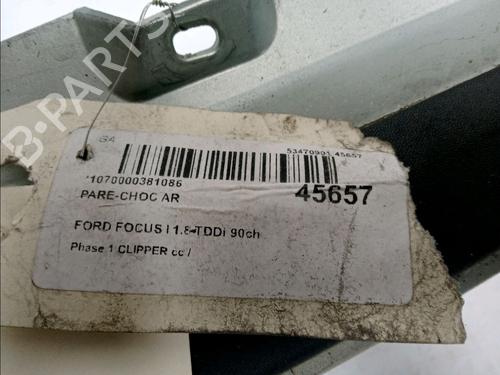 B-PARTS
GA
53470901 45657
*1070000381086
45657
PARE-CHOC AR
FORD FOCUS I 1.8-TDDi 90ch
Phase 1 CLIPPER cc /